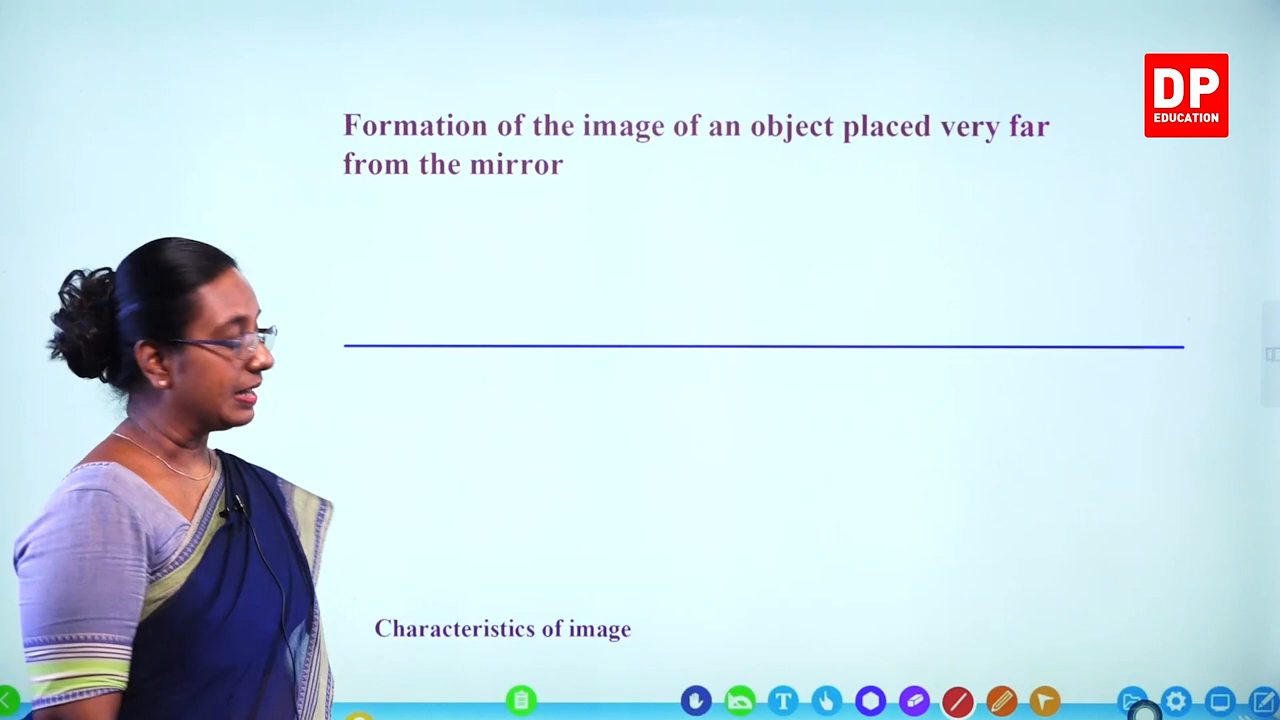 DP
EDUCATION
Formation of the image of an object placed very far
from the mirror
Characteristics of image
T